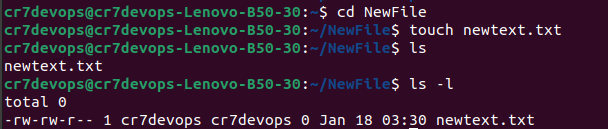 cr7devops@cr7devops-Lenovo-B50-30:~$ cd NewFile
cr7devops@cr7devops-Lenovo-B50-30:~/NewFile$ touch newtext.txt
cr7devops@cr7devops-Lenovo-B50-30:~/NewFile$ ls
newtext.txt
cr7devops@cr7devops-Lenovo-B50-30:~/NewFile$ ls -l
total 0
-rw-rw-r-- 1 cr7devops cr7devops 0 Jan 18 03:30 newtext.txt